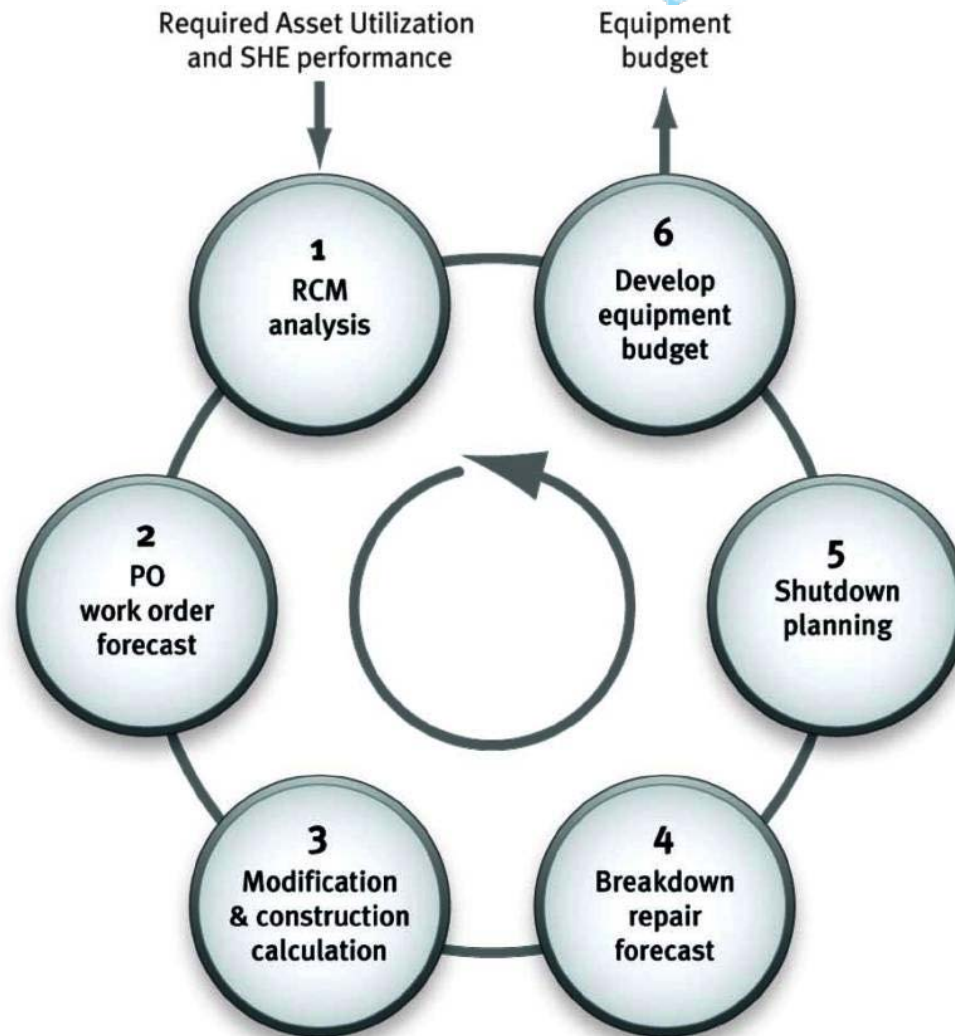 Required Asset Utilization
and SHE performance
Equipment
budget
1
RCM
analysis
6
Develop
equipment
budget
2
PO
work order
forecast
5
Shutdown
planning
3
Modification
& construction
calculation
4
Breakdown
repair
forecast